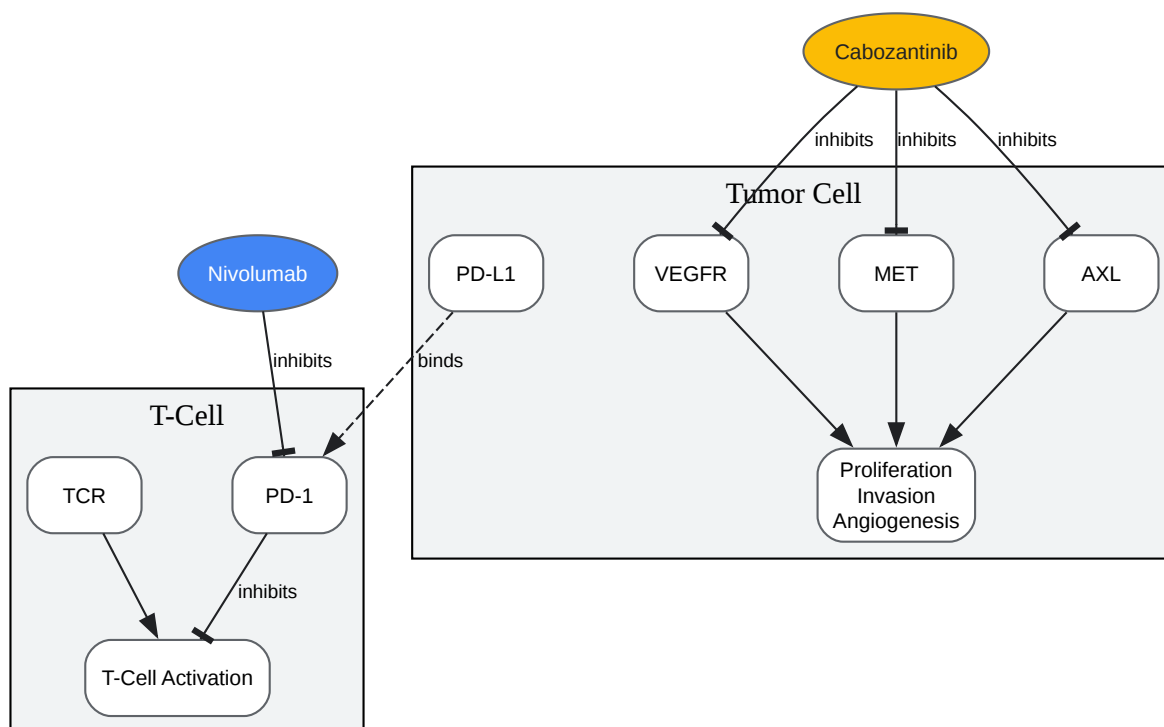 Cabozantinib
inhibits
inhibits
inhibits
Tumor Cell
Nivolumab
PD-L1
VEGFR
MET
AXL
inhibits
binds
T-Cell
Proliferation
Invasion
Angiogenesis
TCR
PD-1
inhibits
T-Cell Activation